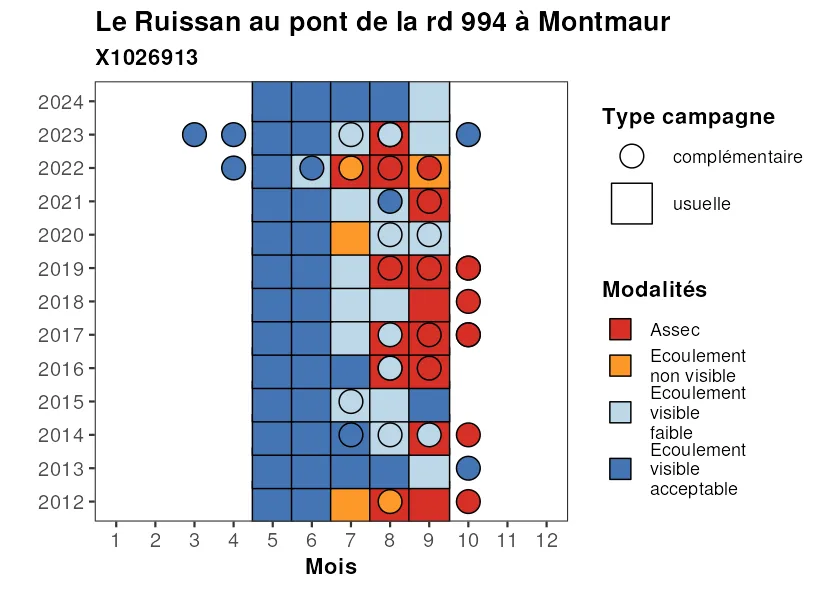 Le Ruissan au pont de la rd 994 à Montmaur
X1026913
2024
2023
2022
2021
2020
2019
2018
2017
2016
2015
2014
2013
2012
1 2 3 4 5 6 7 8 9 10 11 12
Mois
Type campagne
complémentaire
usuelle
Modalités
Assec
Ecoulement
non visible
Ecoulement
visible
faible
Ecoulement
visible
acceptable